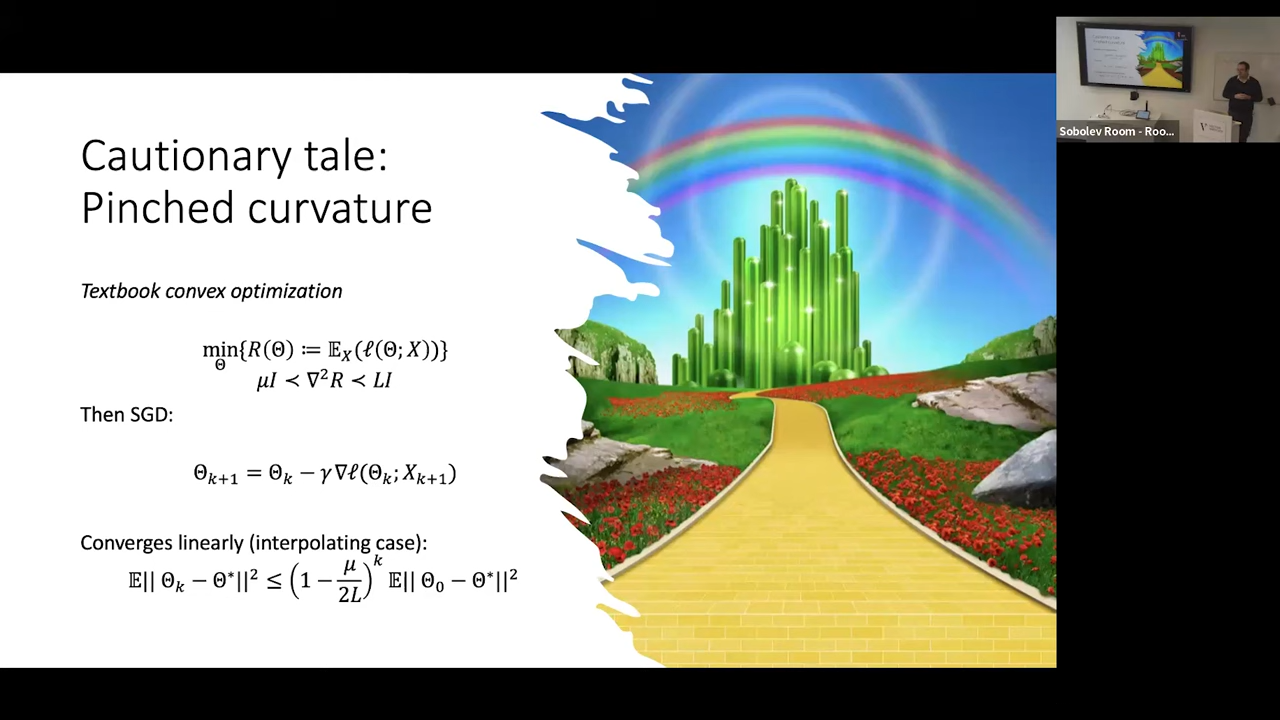 Cautionary tale:
Pinched curvature
Textbook convex optimization
min_Θ{R(Θ) ≔ 𝔼_X(ℓ(Θ; X))}
μI ≺ ∇²R ≺ LI
Then SGD:
Θ_{k+1} = Θ_k − γ ∇ℓ(Θ_k; X_{k+1})
Converges linearly (interpolating case):
𝔼|| Θ_k − Θ*||² ≤ (1 − μ/2L)^k 𝔼|| Θ_0 − Θ*||²
Sobolev Room - Roo...